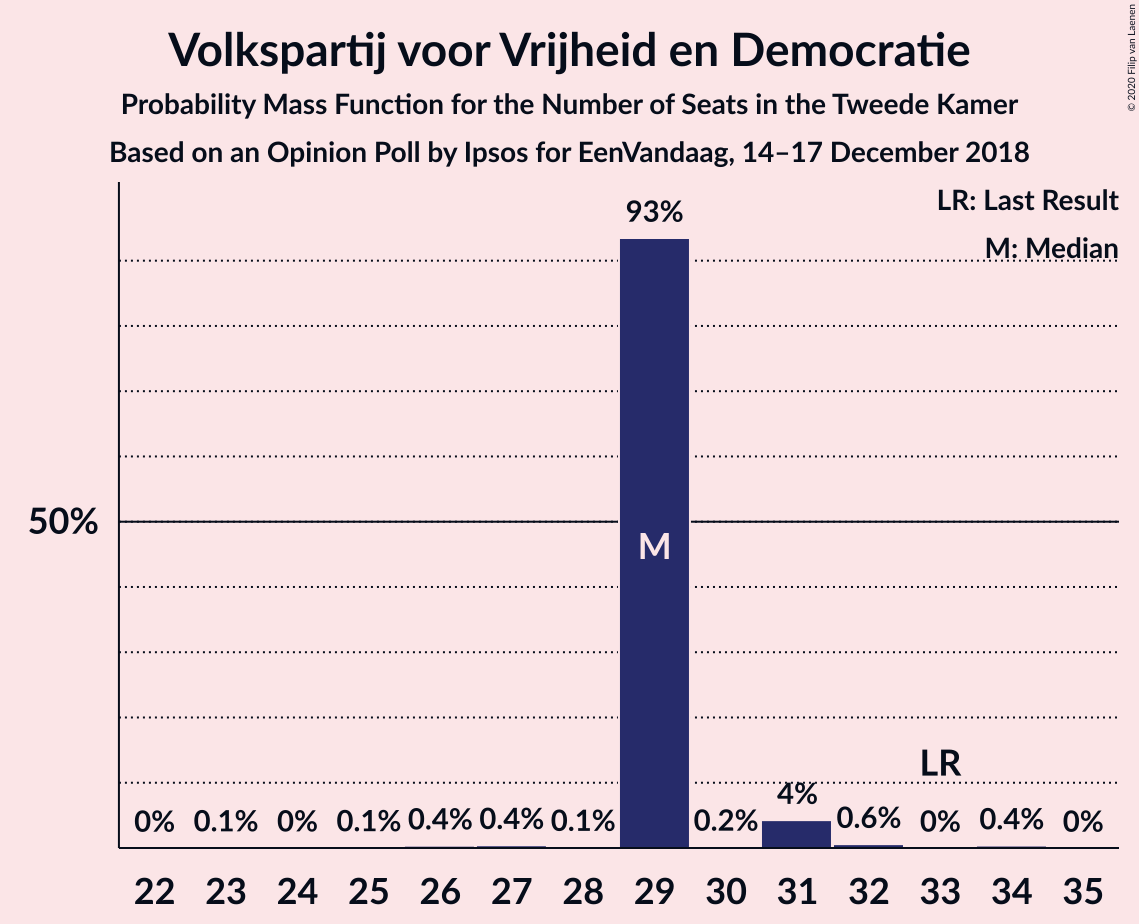 Volkspartij voor Vrijheid en Democratie
Probability Mass Function for the Number of Seats in the Tweede Kamer
Based on an Opinion Poll by Ipsos for EenVandaag, 14–17 December 2018
© 2020 Filip van Laenen
LR: Last Result
M: Median
93%
50%
M
LR
0% 0.1% 0% 0.1% 0.4% 0.4% 0.1% 0.2% 4% 0.6% 0% 0.4% 0%
22 23 24 25 26 27 28 29 30 31 32 33 34 35